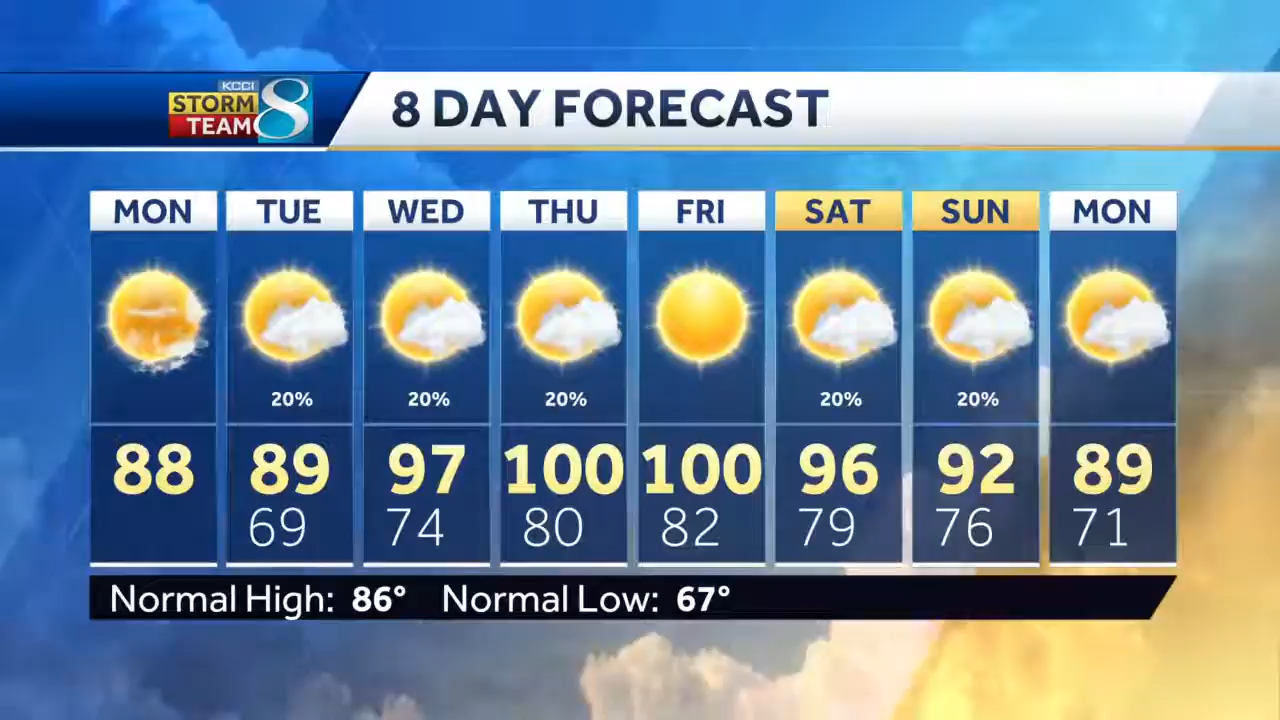 KCCI
STORM
TEAM 8
8 DAY FORECAST
MON TUE WED THU FRI SAT SUN MON
20% 20% 20% 20% 20%
88 89 97 100 100 96 92 89
69 74 80 82 79 76 71
Normal High: 86° Normal Low: 67°